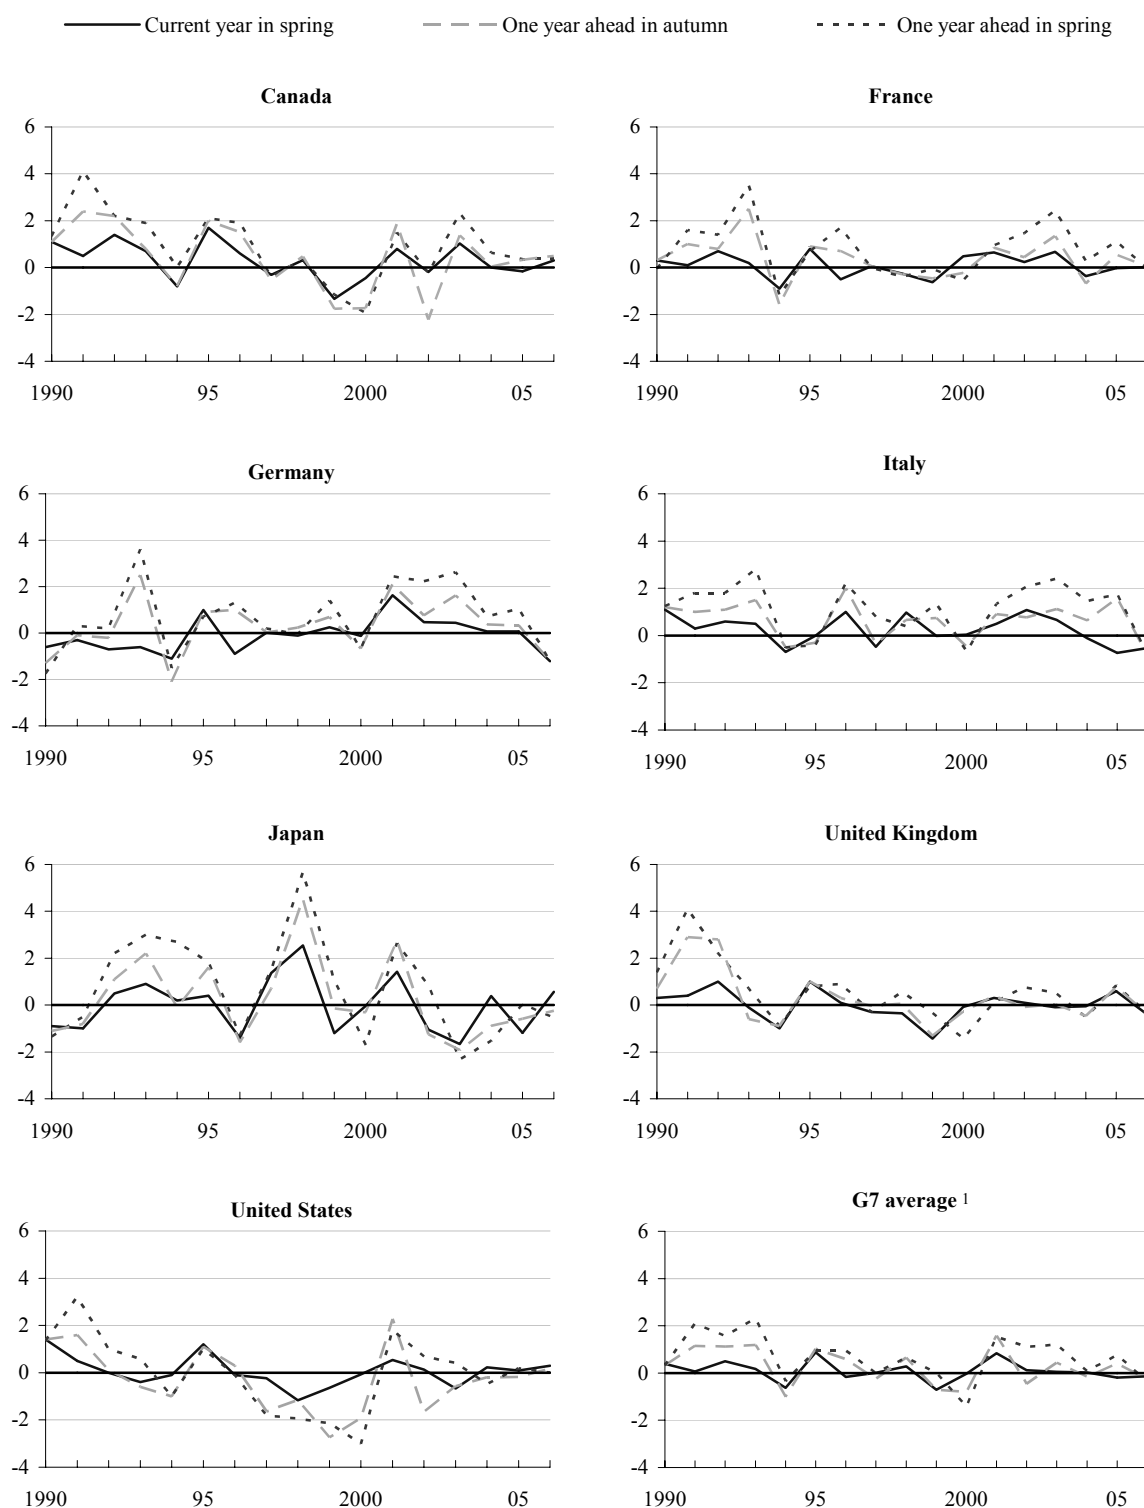 Current year in spring One year ahead in autumn One year ahead in spring
Canada France
6 6
4 4
2 2
0 0
-2 -2
-4 -4
1990 95 2000 05 1990 95 2000 05
Germany Italy
6 6
4 4
2 2
0 0
-2 -2
-4 -4
1990 95 2000 05 1990 95 2000 05
Japan United Kingdom
6 6
4 4
2 2
0 0
-2 -2
-4 -4
1990 95 2000 05 1990 95 2000 05
United States G7 average 1
6 6
4 4
2 2
0 0
-2 -2
-4 -4
1990 95 2000 05 1990 95 2000 05